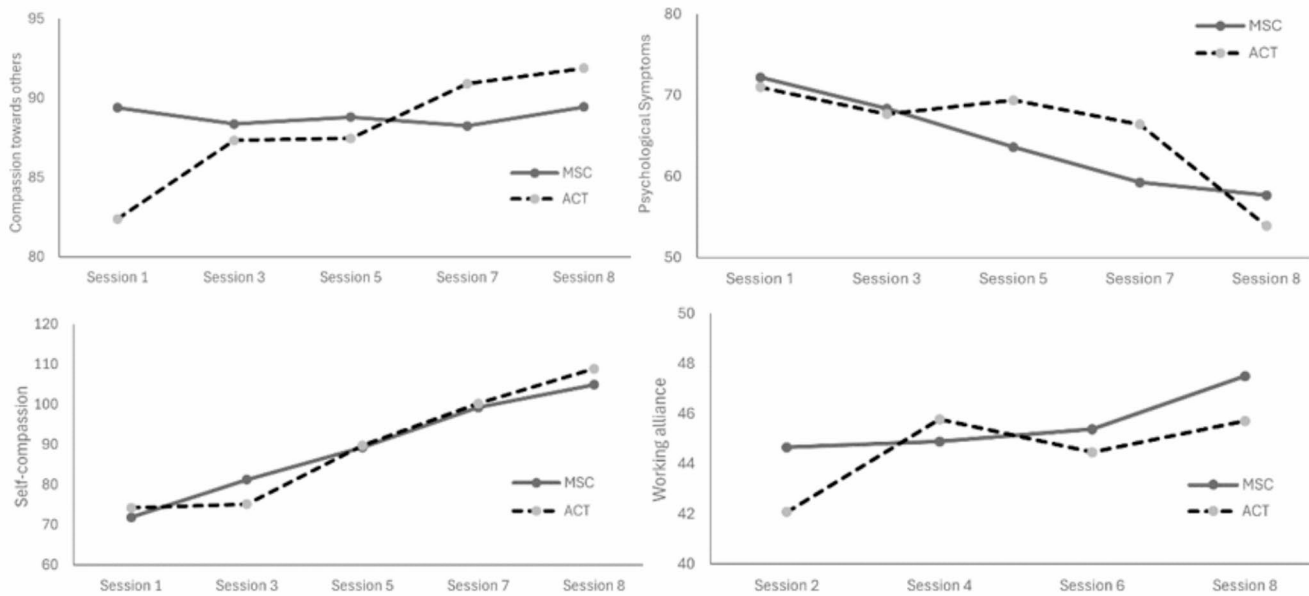 Compassion towards others
95
90
85
80
MSC
ACT
Session 1 Session 3 Session 5 Session 7 Session 8
Psychological Symptoms
80
70
60
50
MSC
ACT
Session 1 Session 3 Session 5 Session 7 Session 8
Self-compassion
120
110
100
90
80
70
60
MSC
ACT
Session 1 Session 3 Session 5 Session 7 Session 8
Working alliance
50
48
46
44
42
40
MSC
ACT
Session 2 Session 4 Session 6 Session 8